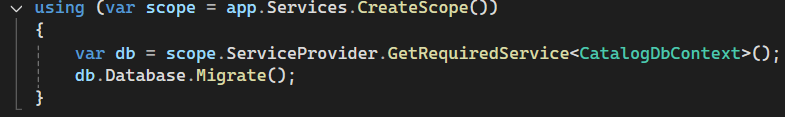 using (var scope = app.Services.CreateScope())
{
    var db = scope.ServiceProvider.GetRequiredService<CatalogDbContext>();
    db.Database.Migrate();
}